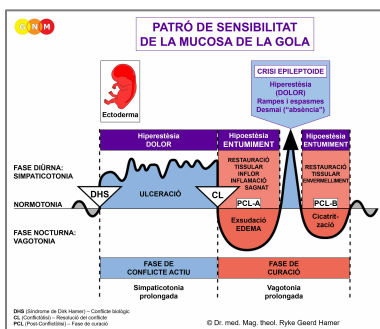 G N M
PATRÓ DE SENSIBILITAT
DE LA MUCOSA DE LA GOLA
CRISI EPILEPTOIDE
Hiperestèsia
(DOLOR)
Rampes i espasmes
Desmai ("absència")
Ectoderma
Hiperestèsia
DOLOR
Hipoestèsia
ENTUMIMENT
Hipoestèsia
ENTUMIMENT
FASE DIÜRNA:
SIMPATICOTONIA
RESTAURACIÓ
TISSULAR
INFLOR
INFLAMACIÓ
SAGNAT
RESTAURACIÓ
TISSULAR
ENVERMELLIMENT
DHS
ULCERACIÓ
CL
PCL-A
PCL-B
NORMOTONIA
Exsudació
EDEMA
Cicatrit-
zació
FASE NOCTURNA:
VAGOTONIA
FASE DE
CONFLICTE ACTIU
FASE DE
CURACIÓ
Simpaticotonia
prolongada
Vagotonia
prolongada
DHS (Síndrome de Dirk Hamer) – Conflicte biològic
CL (Conflictòlisi) – Resolució del conflicte
PCL (Post-Conflictòlisi) – Fase de curació
© Dr. med. Mag. theol. Ryke Geerd Hamer